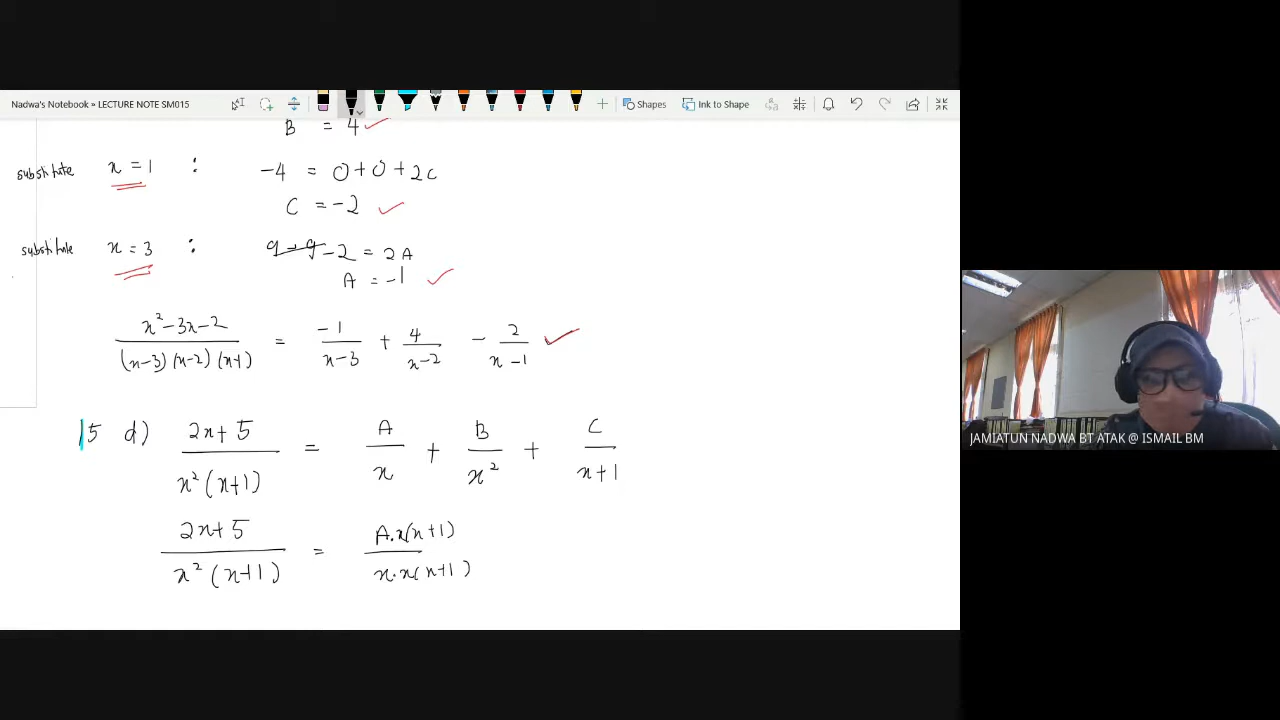 Nadwa's Notebook » LECTURE NOTE SM015
Shapes
Ink to Shape
B = 4
substitute x = 1 : -4 = 0 + 0 + 2C
C = -2
substitute x = 3 : 9 - 9 - 2 = 2A
A = -1
x² - 3x - 2 / (x-3)(x-2)(x+1) = -1 / x-3 + 4 / x-2 - 2 / x-1
15 d) 2x + 5 / x²(x+1) = A / x + B / x² + C / x+1
2x + 5 / x²(x+1) = A.x(x+1) / x.x(x+1)
JAMIATUN NADWA BT ATAK @ ISMAIL BM